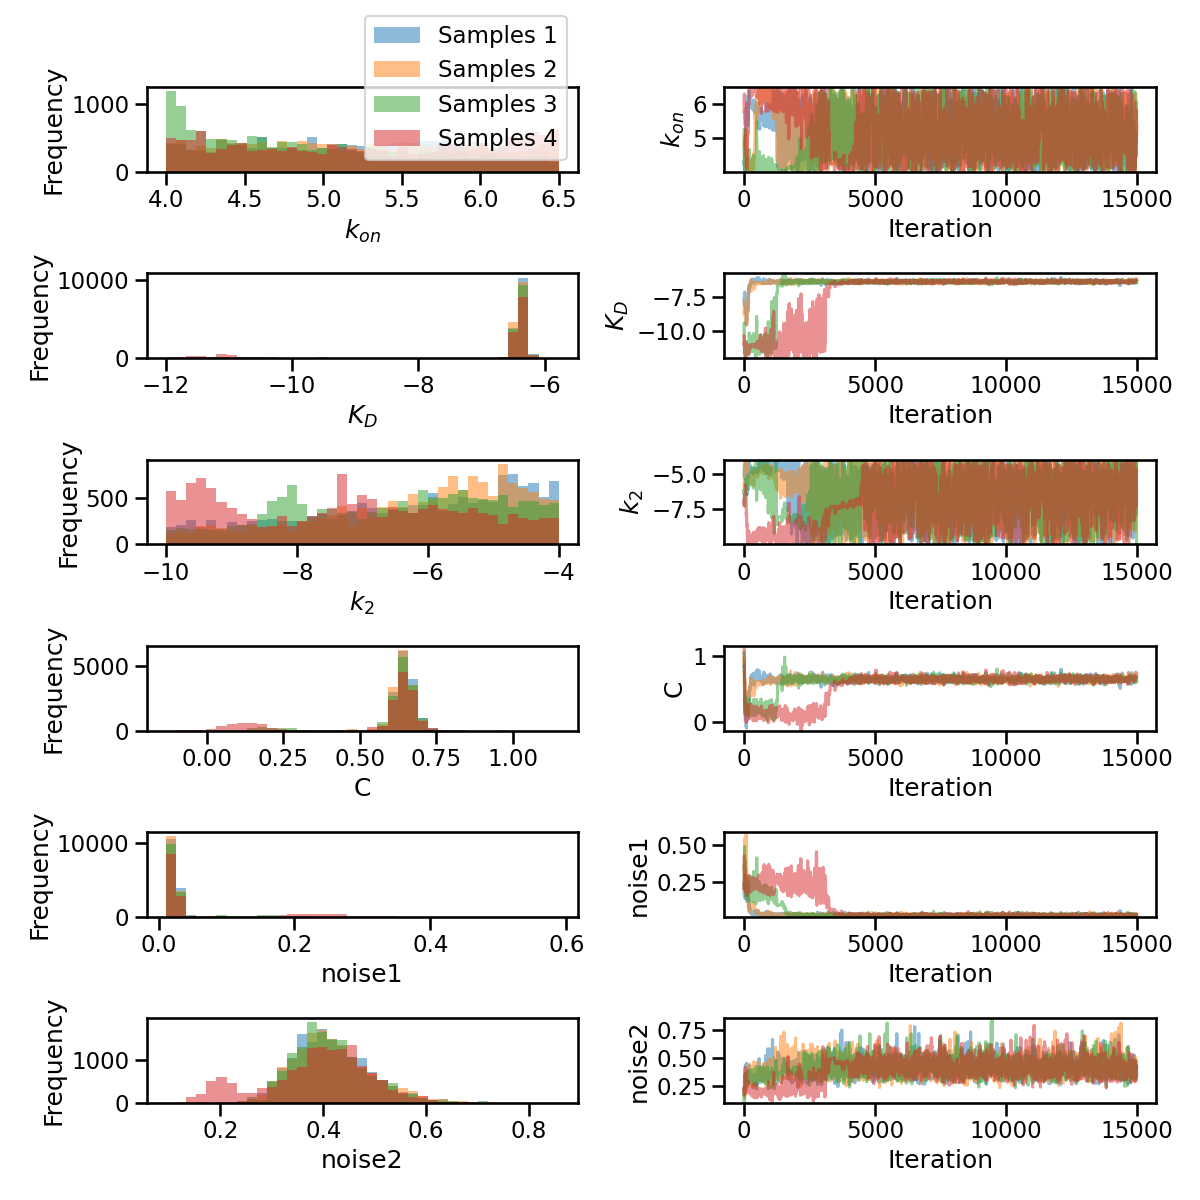 Samples 1
Samples 2
Samples 3
Samples 4
Frequency
1000
0
4.0 4.5 5.0 5.5 6.0 6.5
k_on
k_on
6
5
0 5000 10000 15000
Iteration
Frequency
10000
0
−12 −10 −8 −6
K_D
K_D
−7.5
−10.0
0 5000 10000 15000
Iteration
Frequency
500
0
−10 −8 −6 −4
k_2
k_2
−5.0
−7.5
0 5000 10000 15000
Iteration
Frequency
5000
0
0.00 0.25 0.50 0.75 1.00
C
C
1
0
0 5000 10000 15000
Iteration
Frequency
10000
0
0.0 0.2 0.4 0.6
noise1
noise1
0.50
0.25
0 5000 10000 15000
Iteration
Frequency
1000
0
0.2 0.4 0.6 0.8
noise2
noise2
0.75
0.50
0.25
0 5000 10000 15000
Iteration